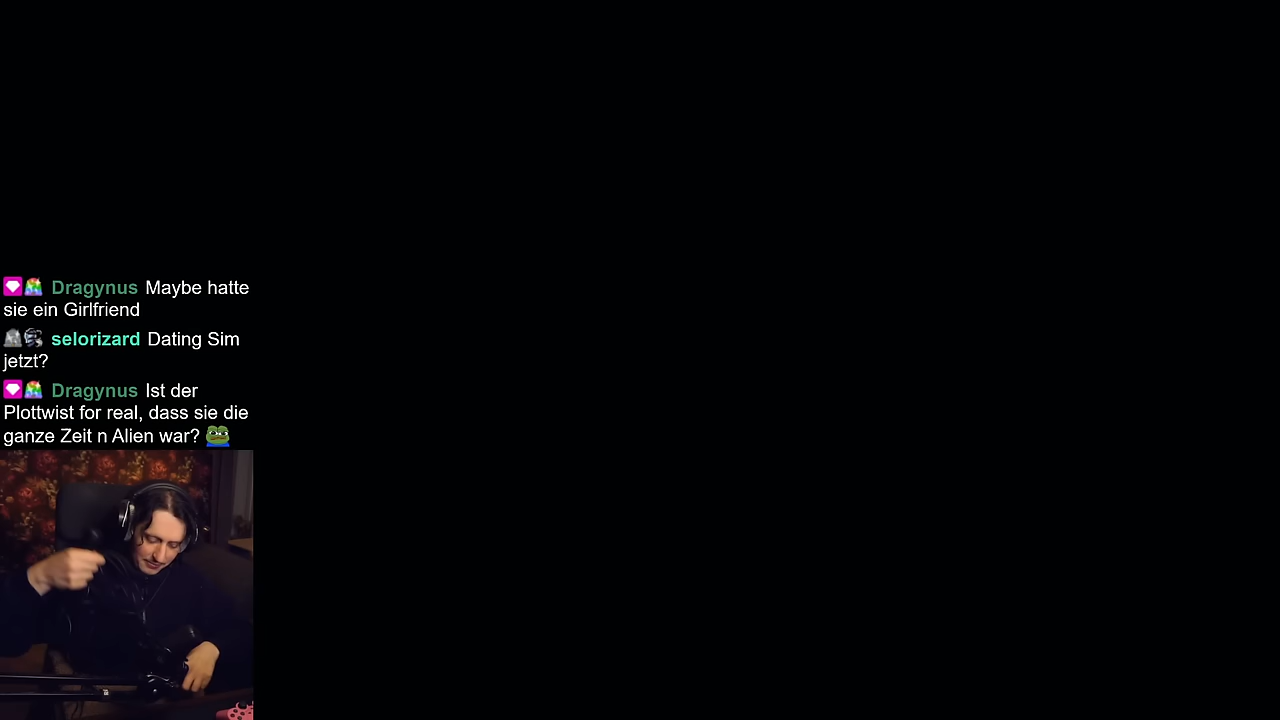 Dragynus Maybe hatte
sie ein Girlfriend
selorizard Dating Sim
jetzt?
Dragynus Ist der
Plottwist for real, dass sie die
ganze Zeit n Alien war?